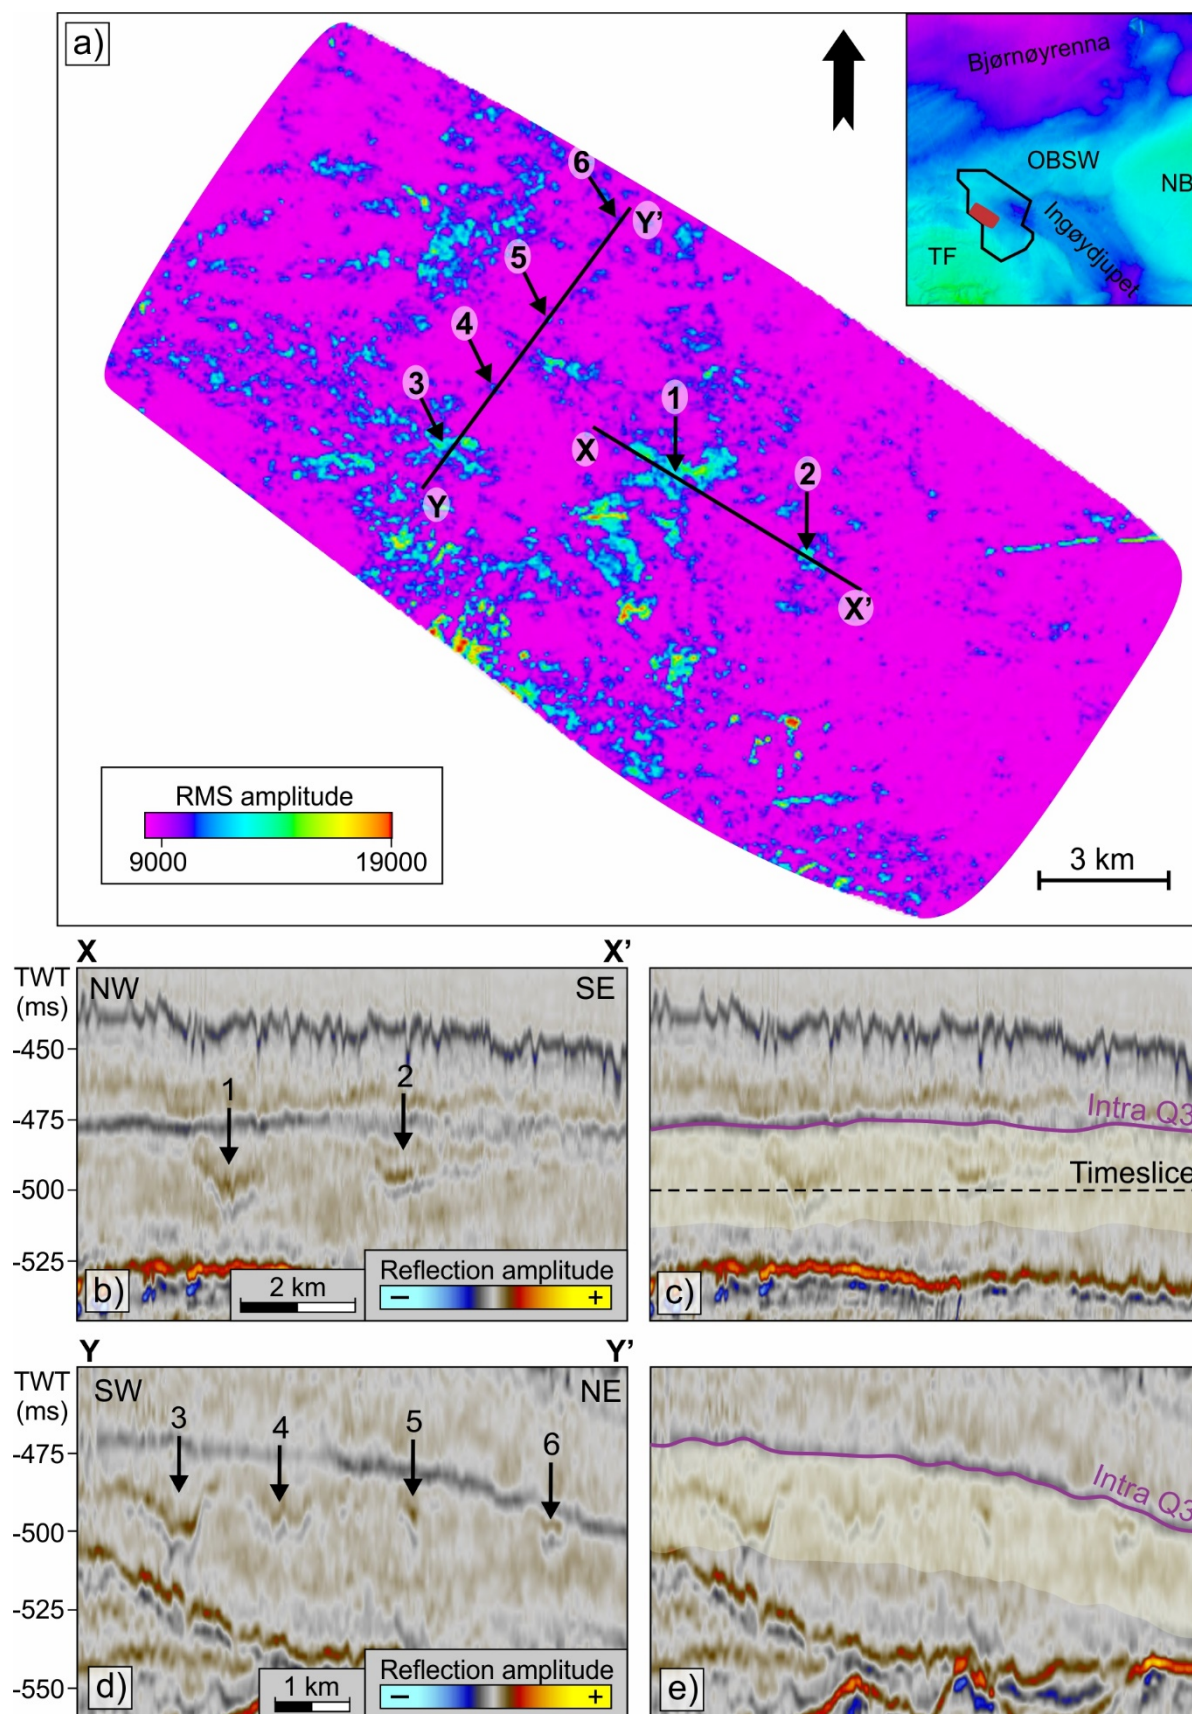 a)
Bjørnøyrenna
OBSW
NB
Ingøydjupet
TF
6
Y'
5
4
3
1
X
2
Y
X'
RMS amplitude
9000
19000
3 km
X
X'
TWT
(ms)
NW
SE
-450
1
2
-475
Intra Q3
-500
Timeslice
-525
Reflection amplitude
2 km
b)
− +
c)
Y
Y'
TWT
(ms)
SW
NE
3
4
5
6
-475
Intra Q3
-500
-525
Reflection amplitude
1 km
-550
d)
− +
e)